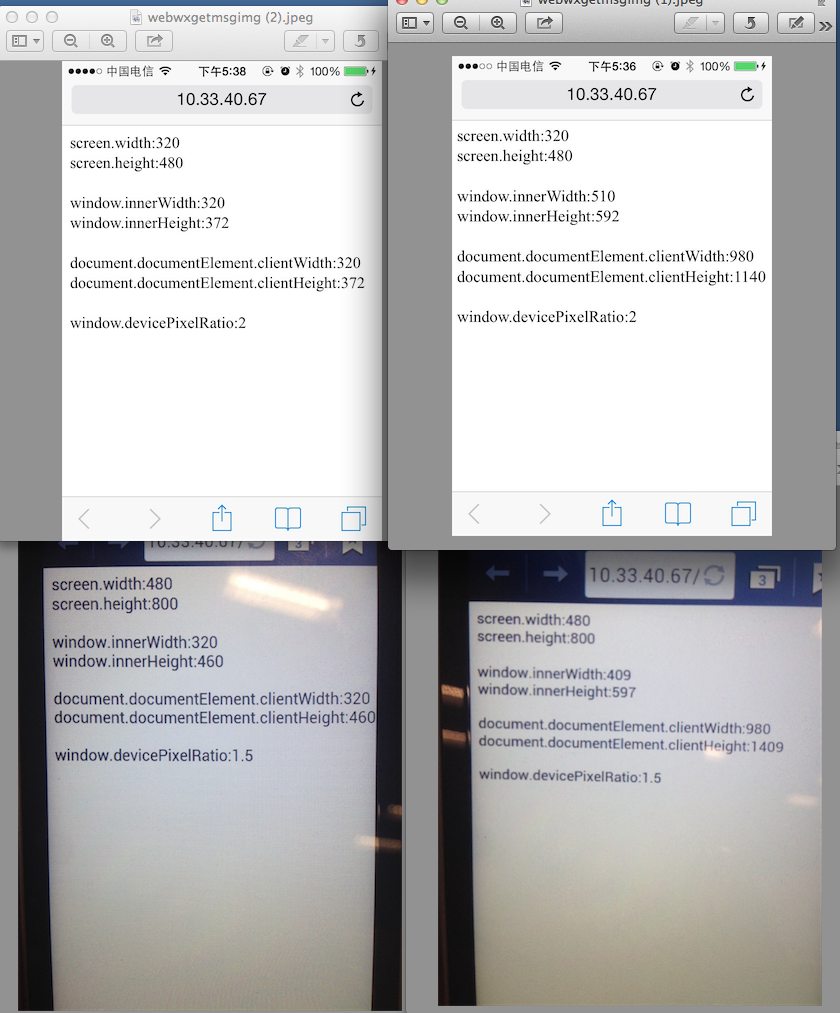 webwxgetmsgimg (2).jpeg
中国电信 下午5:38 100%
10.33.40.67
screen.width:320
screen.height:480
window.innerWidth:320
window.innerHeight:372
document.documentElement.clientWidth:320
document.documentElement.clientHeight:372
window.devicePixelRatio:2
webwxgetmsgimg (1).jpeg
中国电信 下午5:36 100%
10.33.40.67
screen.width:320
screen.height:480
window.innerWidth:510
window.innerHeight:592
document.documentElement.clientWidth:980
document.documentElement.clientHeight:1140
window.devicePixelRatio:2
10.33.40.67/ 3
screen.width:480
screen.height:800
window.innerWidth:320
window.innerHeight:460
document.documentElement.clientWidth:320
document.documentElement.clientHeight:460
window.devicePixelRatio:1.5
10.33.40.67/ 3
screen.width:480
screen.height:800
window.innerWidth:409
window.innerHeight:597
document.documentElement.clientWidth:980
document.documentElement.clientHeight:1409
window.devicePixelRatio:1.5